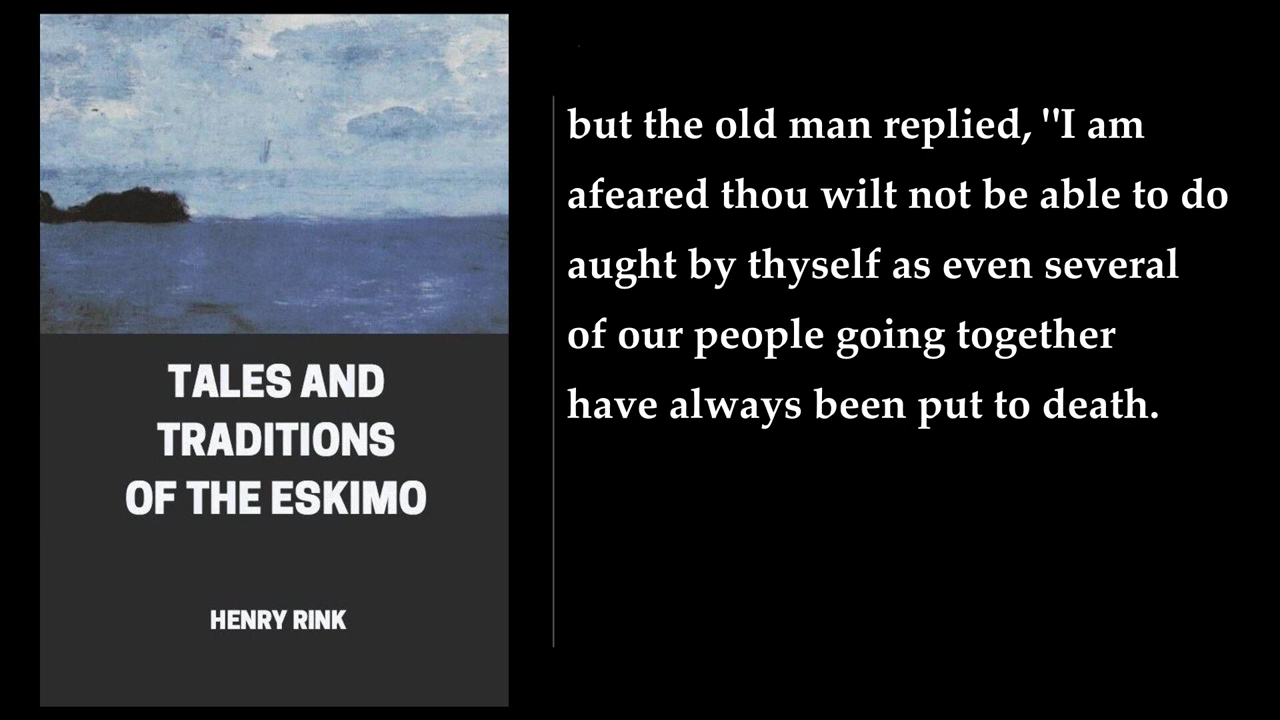 TALES AND
TRADITIONS
OF THE ESKIMO
HENRY RINK
but the old man replied, "I am
afeared thou wilt not be able to do
aught by thyself as even several
of our people going together
have always been put to death.